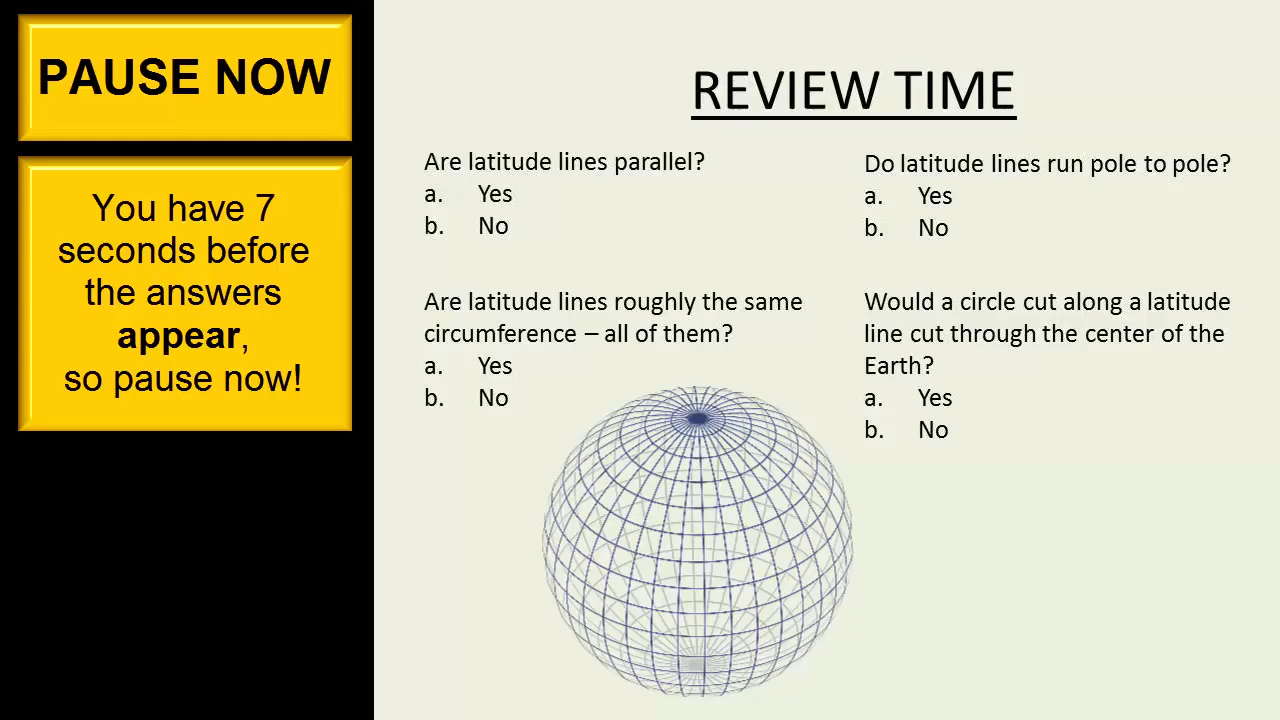 PAUSE NOW
You have 7
seconds before
the answers
appear,
so pause now!
REVIEW TIME
Are latitude lines parallel?
a. Yes
b. No
Are latitude lines roughly the same
circumference – all of them?
a. Yes
b. No
Do latitude lines run pole to pole?
a. Yes
b. No
Would a circle cut along a latitude
line cut through the center of the
Earth?
a. Yes
b. No